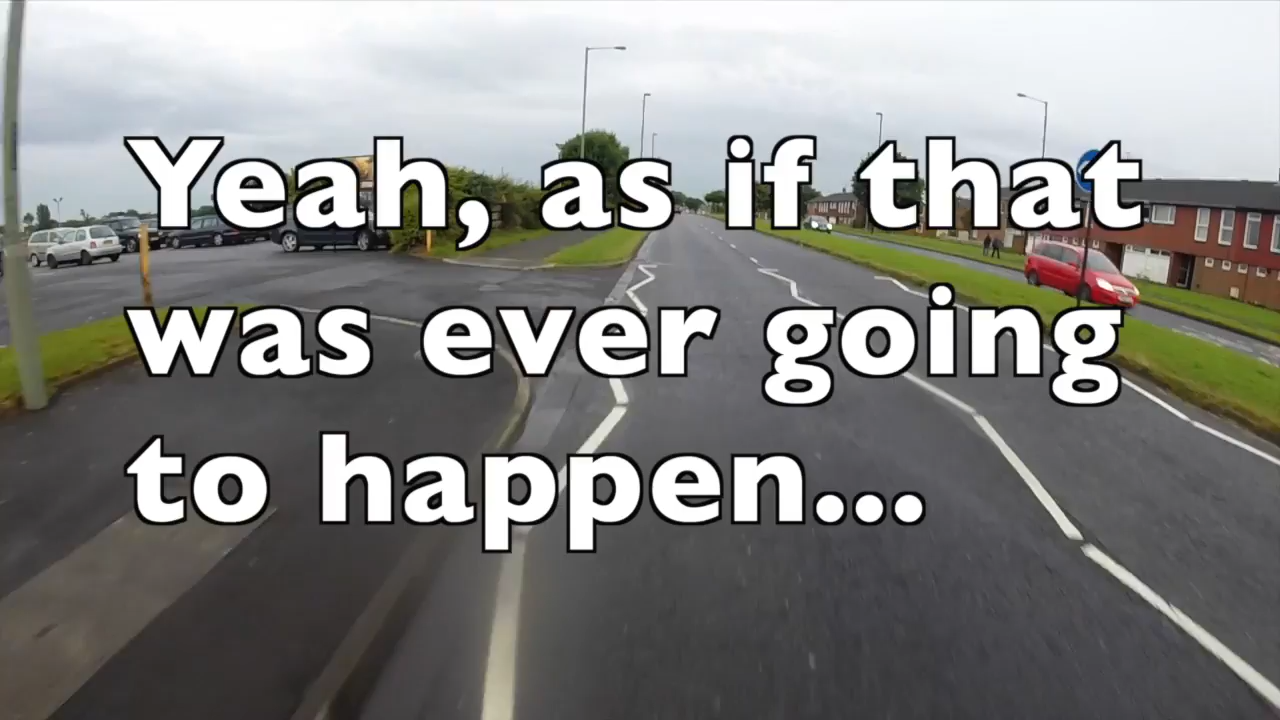 Yeah, as if that
was ever going
to happen...